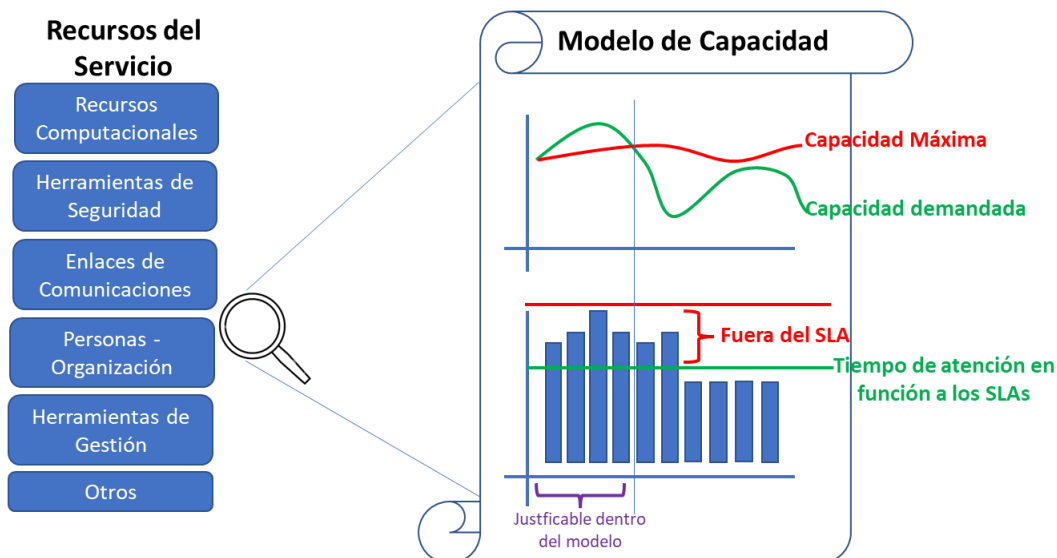 Recursos del
Servicio
Recursos
Computacionales
Herramientas de
Seguridad
Enlaces de
Comunicaciones
Personas -
Organización
Herramientas de
Gestión
Otros
Modelo de Capacidad
Capacidad Máxima
Capacidad demandada
Fuera del SLA
Tiempo de atención en
función a los SLAs
Justficable dentro
del modelo